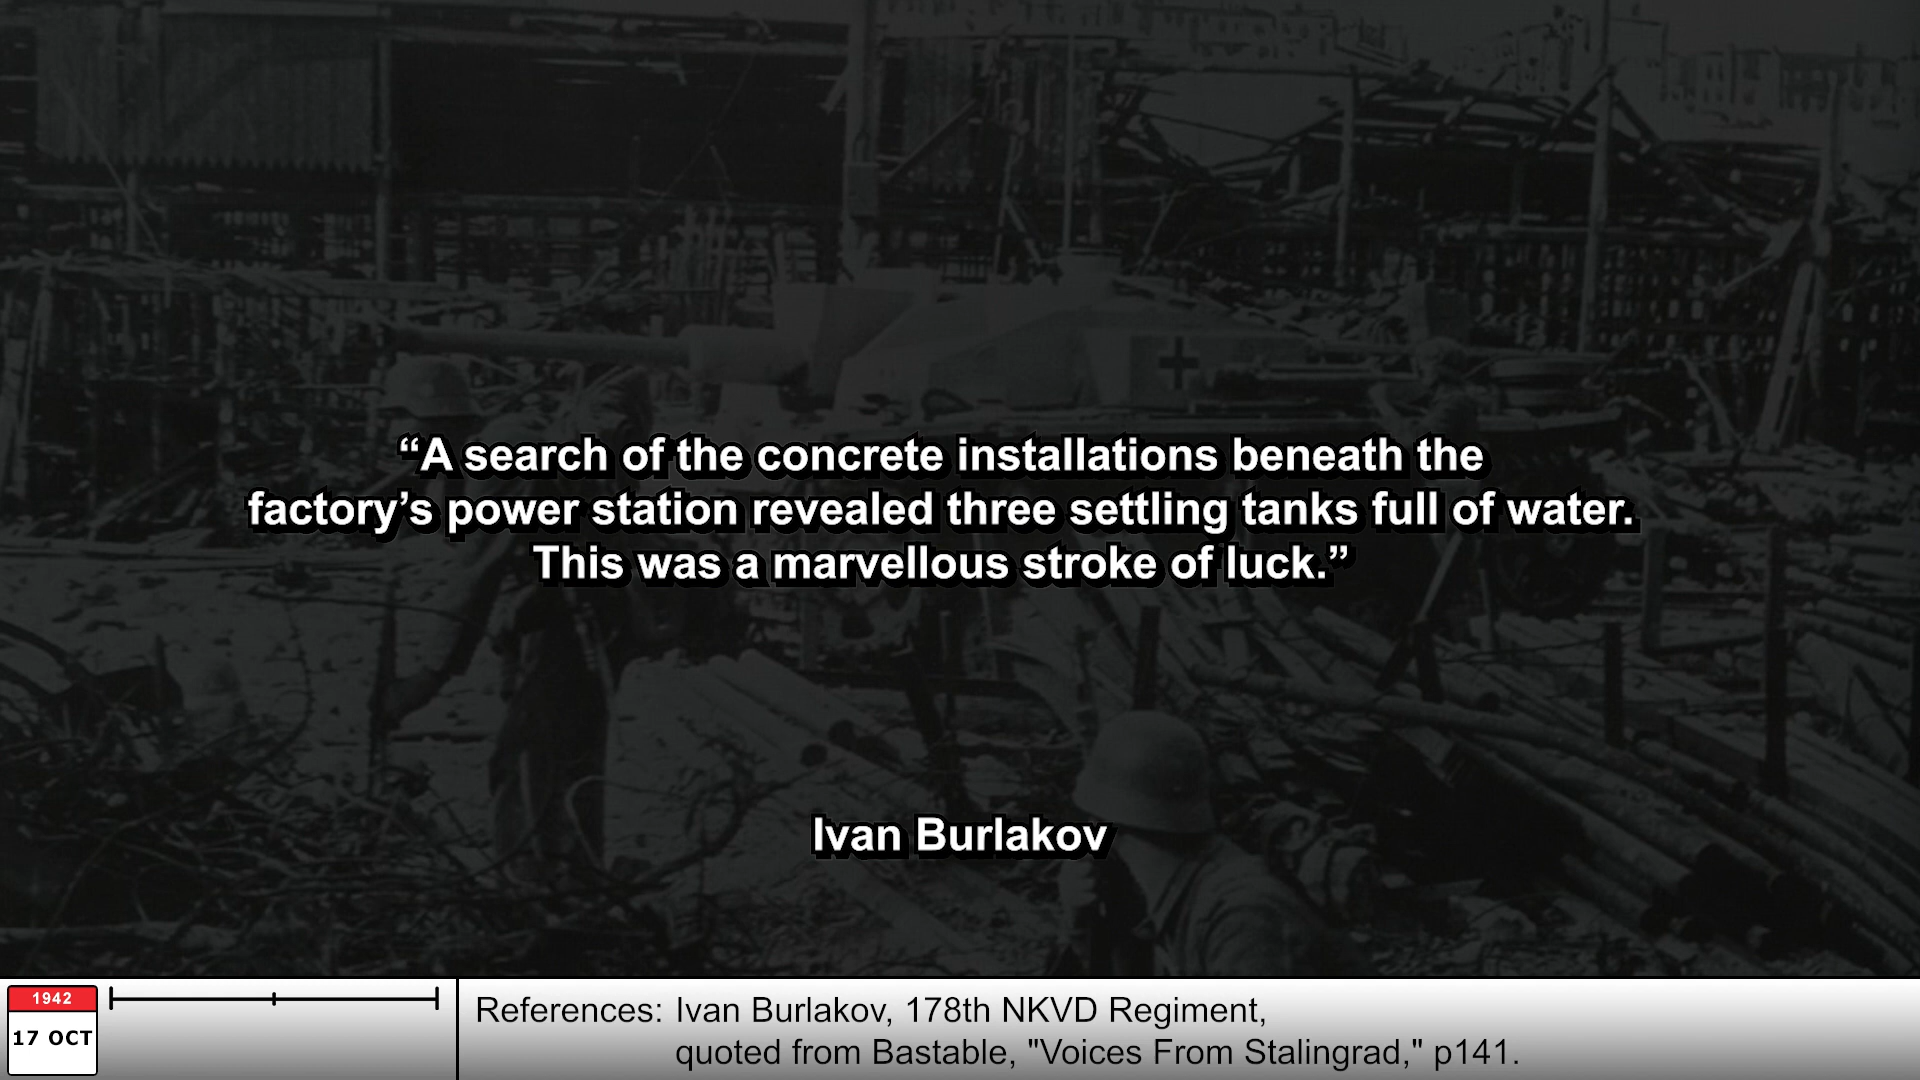 “A search of the concrete installations beneath the
factory’s power station revealed three settling tanks full of water.
This was a marvellous stroke of luck.”
Ivan Burlakov
1942
17 OCT
References: Ivan Burlakov, 178th NKVD Regiment,
quoted from Bastable, "Voices From Stalingrad," p141.